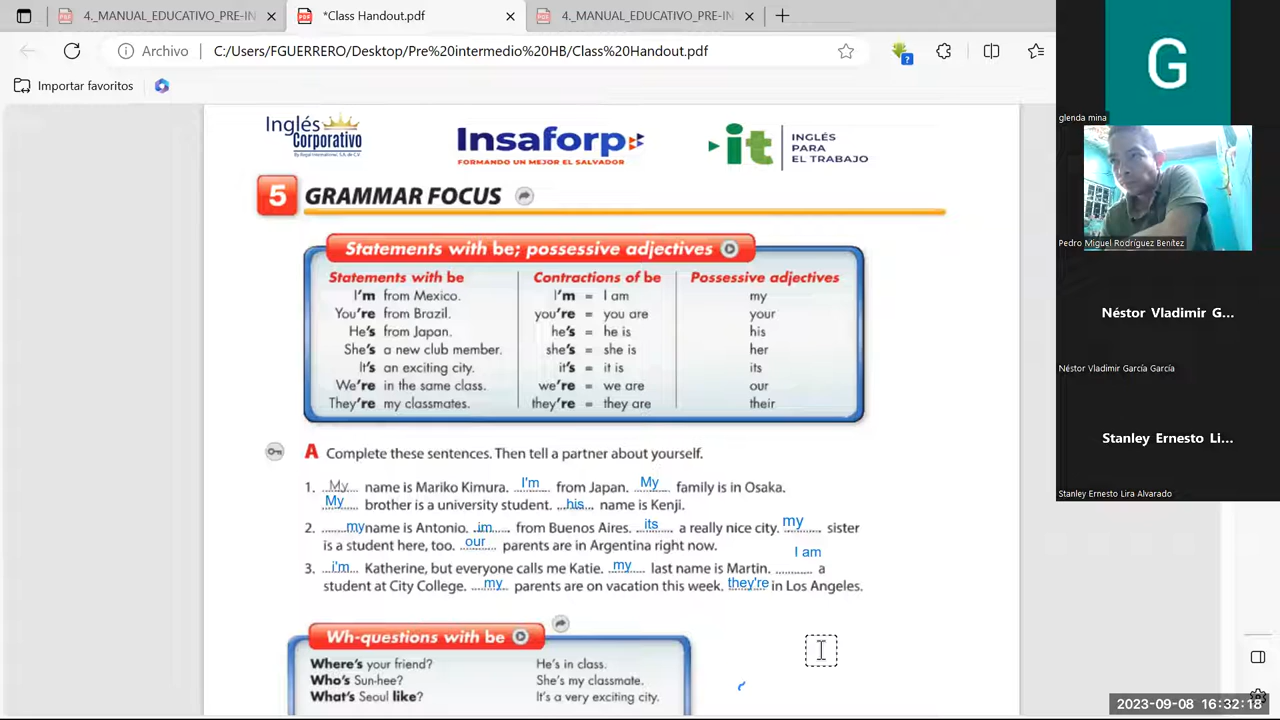 4_MANUAL_EDUCATIVO_PRE-IN
*Class Handout.pdf
4_MANUAL_EDUCATIVO_PRE-IN
Archivo
C:/Users/FGUERRERO/Desktop/Pre%20intermedio%20HB/Class%20Handout.pdf
Importar favoritos
Inglés
Corporativo
Insaforp
FORMANDO UN MEJOR EL SALVADOR
it
INGLÉS
PARA
EL TRABAJO
5 GRAMMAR FOCUS
Statements with be; possessive adjectives
Statements with be Contractions of be Possessive adjectives
I'm from Mexico. I'm = I am my
You're from Brazil. you're = you are your
He's from Japan. he's = he is his
She's a new club member. she's = she is her
It's an exciting city. it's = it is its
We're in the same class. we're = we are our
They're my classmates. they're = they are their
A Complete these sentences. Then tell a partner about yourself.
1. My name is Mariko Kimura. I'm from Japan. My family is in Osaka.
My brother is a university student. his name is Kenji.
2. my name is Antonio. im from Buenos Aires. its a really nice city. my sister
is a student here, too. our parents are in Argentina right now.
I am
3. i'm Katherine, but everyone calls me Katie. my last name is Martin. ......... a
student at City College. my parents are on vacation this week. they're in Los Angeles.
Wh-questions with be
Where's your friend? He's in class.
Who's Sun-hee? She's my classmate.
What's Seoul like? It's a very exciting city.
G
glenda mina
Pedro Miguel Rodríguez Benítez
Néstor Vladimir G...
Néstor Vladimir García García
Stanley Ernesto Li...
Stanley Ernesto Lira Alvarado
2023-09-08 16:32:18